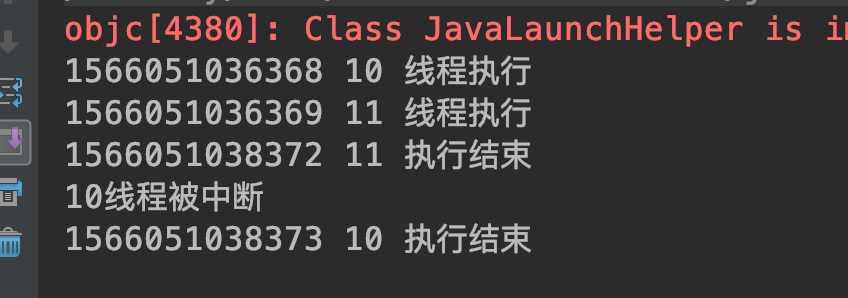 objc[4380]: Class JavaLaunchHelper is
1566051036368 10 线程执行
1566051036369 11 线程执行
1566051038372 11 执行结束
10线程被中断
1566051038373 10 执行结束